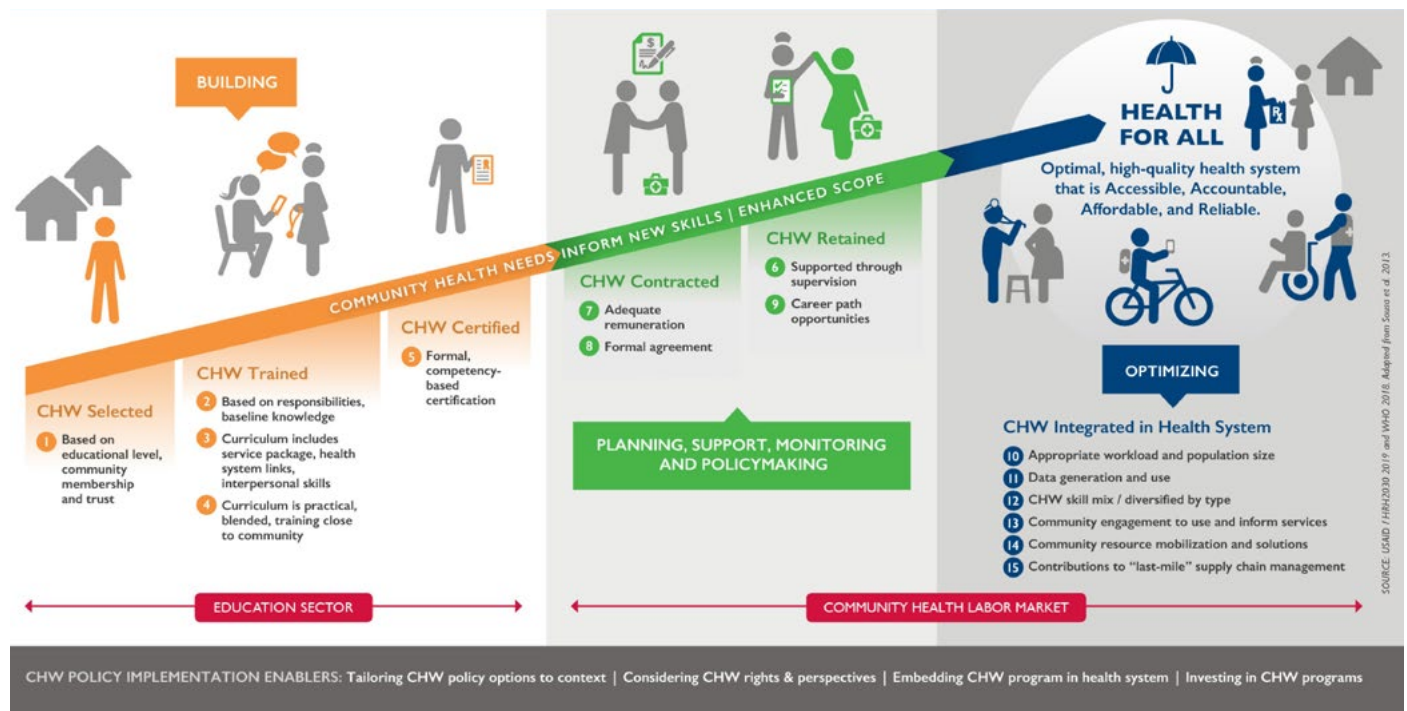 BUILDING
COMMUNITY HEALTH NEEDS
INFORM NEW SKILLS | ENHANCED SCOPE
CHW Selected
1 Based on
educational level,
community
membership
and trust
CHW Trained
2 Based on responsibilities,
baseline knowledge
3 Curriculum includes
service package, health
system links,
interpersonal skills
4 Curriculum is practical,
blended, training close
to community
CHW Certified
5 Formal,
competency-
based
certification
$
CHW Contracted
7 Adequate
remuneration
8 Formal agreement
CHW Retained
6 Supported through
supervision
9 Career path
opportunities
PLANNING, SUPPORT, MONITORING
AND POLICYMAKING
HEALTH
FOR ALL
Rx
Optimal, high-quality health system
that is Accessible, Accountable,
Affordable, and Reliable.
OPTIMIZING
CHW Integrated in Health System
10 Appropriate workload and population size
11 Data generation and use
12 CHW skill mix / diversified by type
13 Community engagement to use and inform services
14 Community resource mobilization and solutions
15 Contributions to “last-mile” supply chain management
SOURCE: USAID / HRH2030 2019 and WHO 2018. Adapted from Sousa et al. 2013.
EDUCATION SECTOR
COMMUNITY HEALTH LABOR MARKET
CHW POLICY IMPLEMENTATION ENABLERS: Tailoring CHW policy options to context | Considering CHW rights & perspectives | Embedding CHW program in health system | Investing in CHW programs